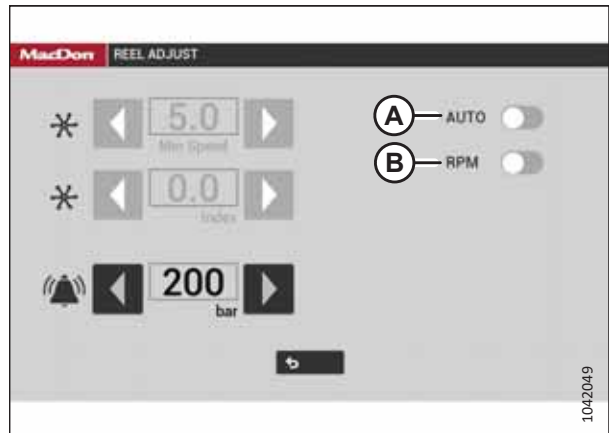 MacDon REEL ADJUST
5.0
Min Speed
0.0
Index
200
bar
A AUTO
B RPM
1042049